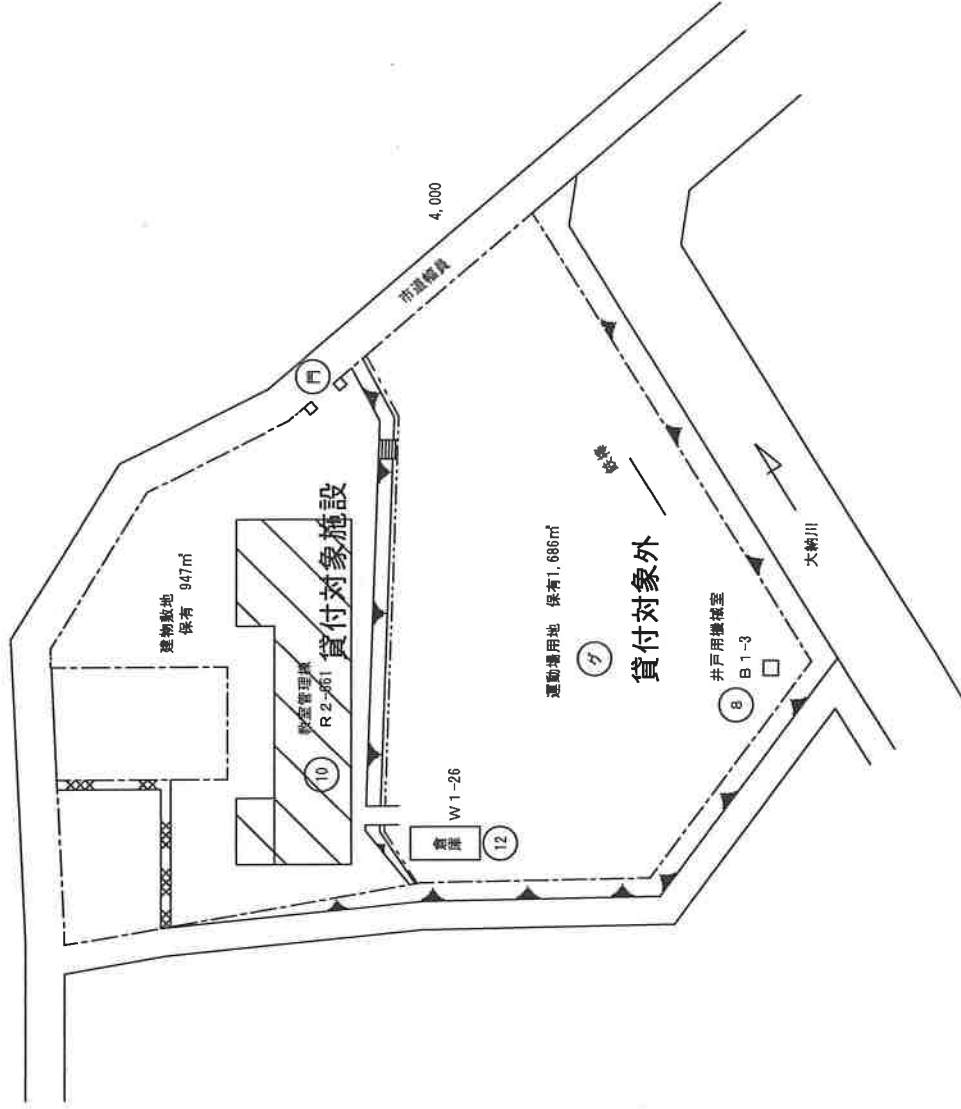 4,000
市道幅員
門
建物敷地
保有 947㎡
貸付対象施設
教室管理棟
R2-661
10
運動場用地 保有1,686㎡
グ
貸付対象外
鉄棒
井戸用機械室
B1-3
8
大納川
W1-26
倉庫
12